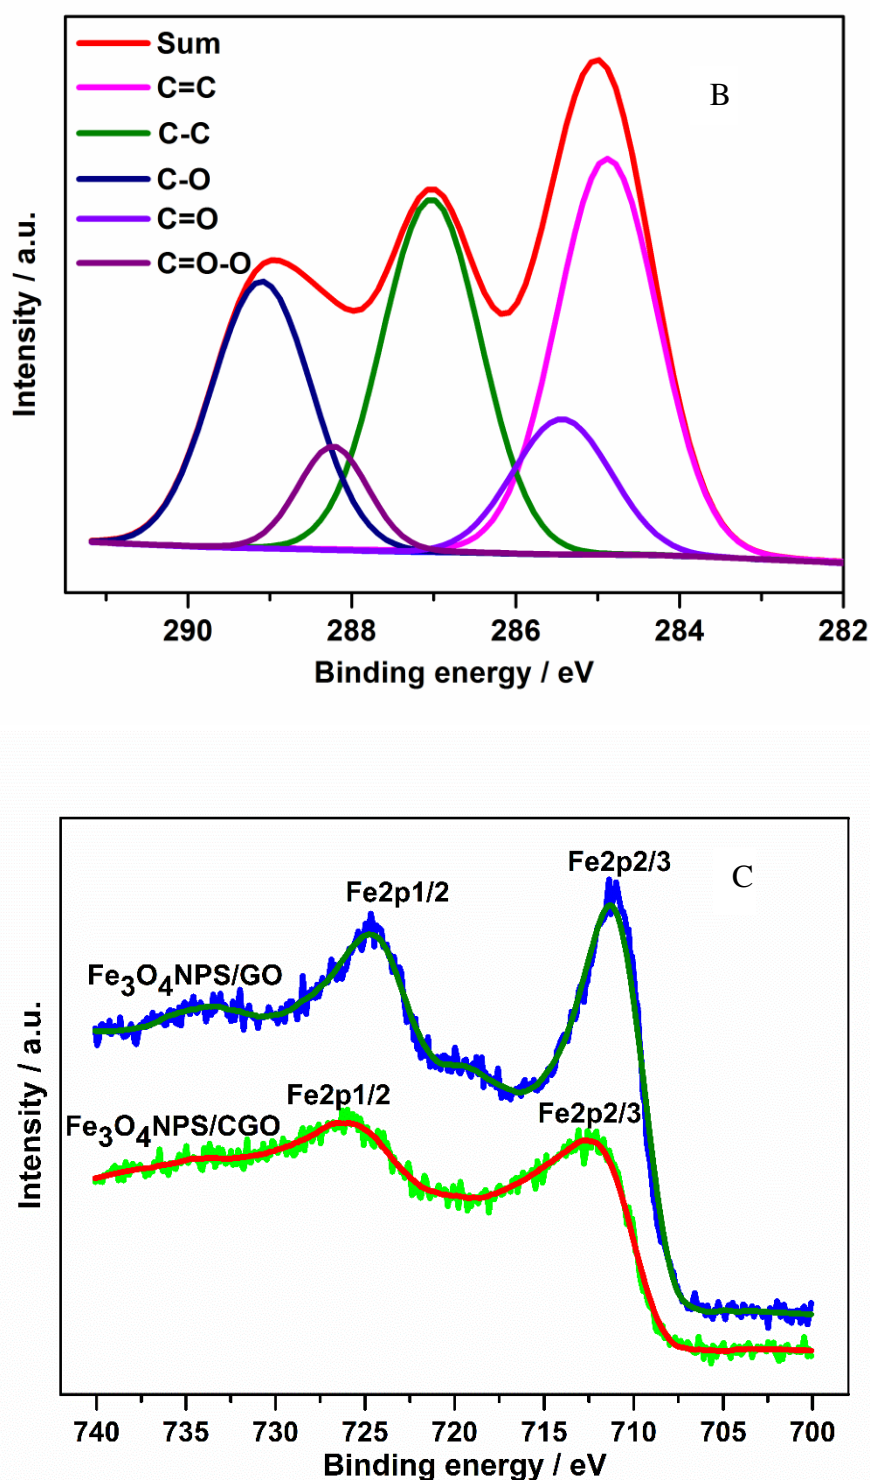 Sum
B
C=C
C-C
C-O
C=O
C=O-O
Intensity / a.u.
290 288 286 284 282
Binding energy / eV
Fe2p2/3
C
Fe2p1/2
Fe₃O₄NPS/GO
Fe2p1/2
Fe2p2/3
Fe₃O₄NPS/CGO
Intensity / a.u.
740 735 730 725 720 715 710 705 700
Binding energy / eV